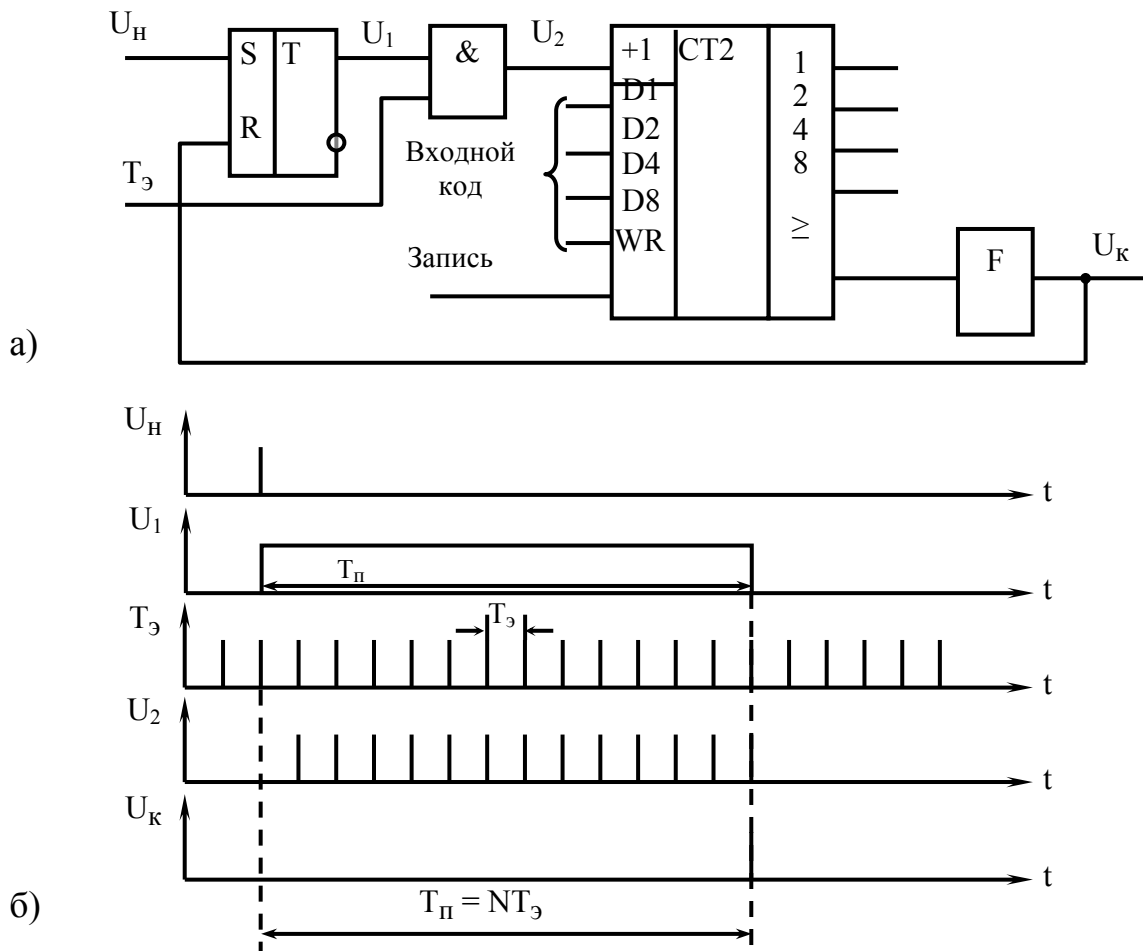 Uн
U1
U2
S T
R
&
+1 CT2
D1
D2
D4
D8
WR
1
2
4
8
≥
Tэ
Входной
код
Запись
F
Uк
а)
Uн
t
U1
Tп
t
Tэ
Tэ
t
U2
t
Uк
t
Tп = NTэ
б)